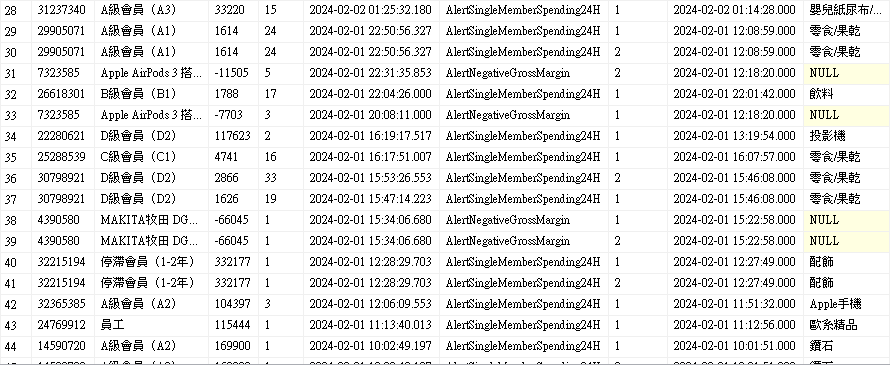 28 31237340 A級會員（A3） 33220 15 2024-02-02 01:25:32.180 AlertSingleMemberSpending24H 1 2024-02-02 01:14:28.000 嬰兒紙尿布/...
29 29905071 A級會員（A1） 1614 24 2024-02-01 22:50:56.327 AlertSingleMemberSpending24H 1 2024-02-01 12:08:59.000 零食/果乾
30 29905071 A級會員（A1） 1614 24 2024-02-01 22:50:56.327 AlertSingleMemberSpending24H 2 2024-02-01 12:08:59.000 零食/果乾
31 7323585 Apple AirPods 3 搭... -11505 5 2024-02-01 22:31:35.853 AlertNegativeGrossMargin 2 2024-02-01 12:18:20.000 NULL
32 26618301 B級會員（B1） 1788 17 2024-02-01 22:04:26.000 AlertSingleMemberSpending24H 1 2024-02-01 22:01:42.000 飲料
33 7323585 Apple AirPods 3 搭... -7703 3 2024-02-01 20:08:11.000 AlertNegativeGrossMargin 1 2024-02-01 12:18:20.000 NULL
34 22280621 D級會員（D2） 117623 2 2024-02-01 16:19:17.517 AlertSingleMemberSpending24H 1 2024-02-01 13:19:54.000 投影機
35 25288539 C級會員（C1） 4741 16 2024-02-01 16:17:51.007 AlertSingleMemberSpending24H 1 2024-02-01 16:07:57.000 零食/果乾
36 30798921 D級會員（D2） 2866 33 2024-02-01 15:53:26.553 AlertSingleMemberSpending24H 2 2024-02-01 15:46:08.000 零食/果乾
37 30798921 D級會員（D2） 1626 19 2024-02-01 15:47:14.223 AlertSingleMemberSpending24H 1 2024-02-01 15:46:08.000 零食/果乾
38 4390580 MAKITA牧田 DG... -66045 1 2024-02-01 15:34:06.680 AlertNegativeGrossMargin 1 2024-02-01 15:22:58.000 NULL
39 4390580 MAKITA牧田 DG... -66045 1 2024-02-01 15:34:06.680 AlertNegativeGrossMargin 2 2024-02-01 15:22:58.000 NULL
40 32215194 停滯會員（1-2年） 332177 1 2024-02-01 12:28:29.703 AlertSingleMemberSpending24H 1 2024-02-01 12:27:49.000 配飾
41 32215194 停滯會員（1-2年） 332177 1 2024-02-01 12:28:29.703 AlertSingleMemberSpending24H 2 2024-02-01 12:27:49.000 配飾
42 32365385 A級會員（A2） 104397 3 2024-02-01 12:06:09.553 AlertSingleMemberSpending24H 1 2024-02-01 11:51:32.000 Apple手機
43 24769912 員工 115444 1 2024-02-01 11:13:40.013 AlertSingleMemberSpending24H 1 2024-02-01 11:12:56.000 歐系精品
44 14590720 A級會員（A2） 169900 1 2024-02-01 10:02:49.197 AlertSingleMemberSpending24H 1 2024-02-01 10:01:51.000 鑽石